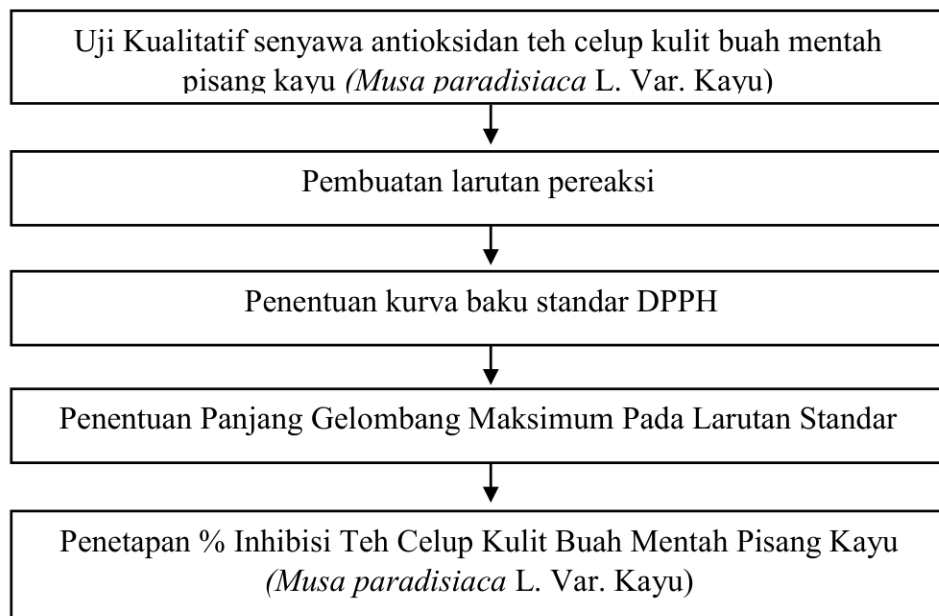 Uji Kualitatif senyawa antioksidan teh celup kulit buah mentah
pisang kayu (Musa paradisiaca L. Var. Kayu)
Pembuatan larutan pereaksi
Penentuan kurva baku standar DPPH
Penentuan Panjang Gelombang Maksimum Pada Larutan Standar
Penetapan % Inhibisi Teh Celup Kulit Buah Mentah Pisang Kayu
(Musa paradisiaca L. Var. Kayu)